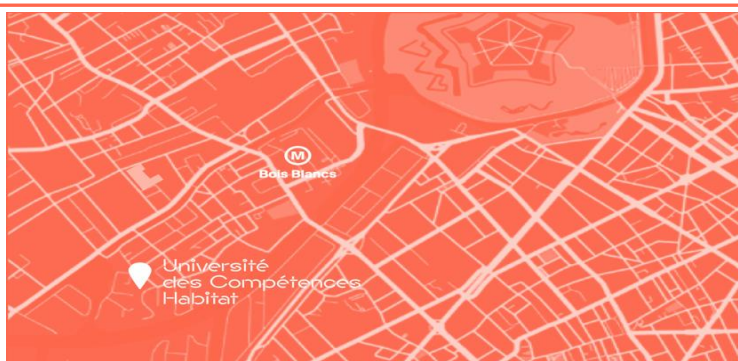 M
Bois Blancs
Université
des Compétences
Habitat